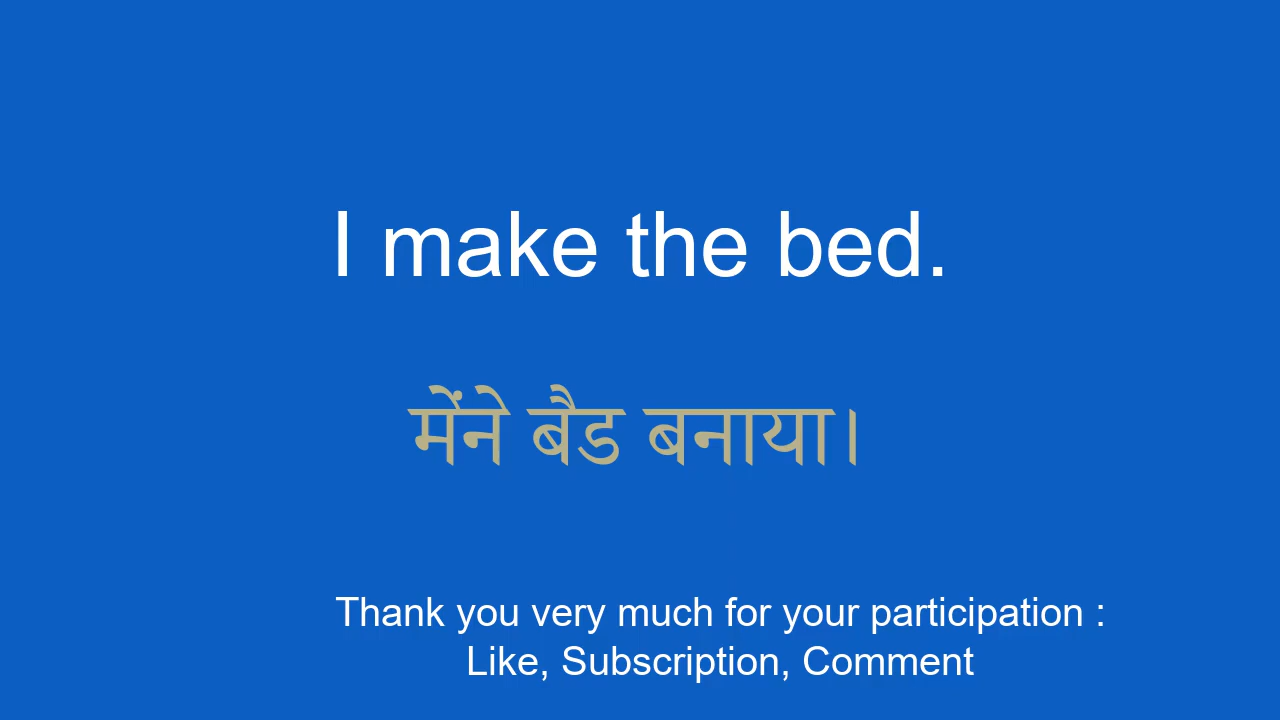 I make the bed.
मेंने बैड बनाया।
Thank you very much for your participation :
Like, Subscription, Comment